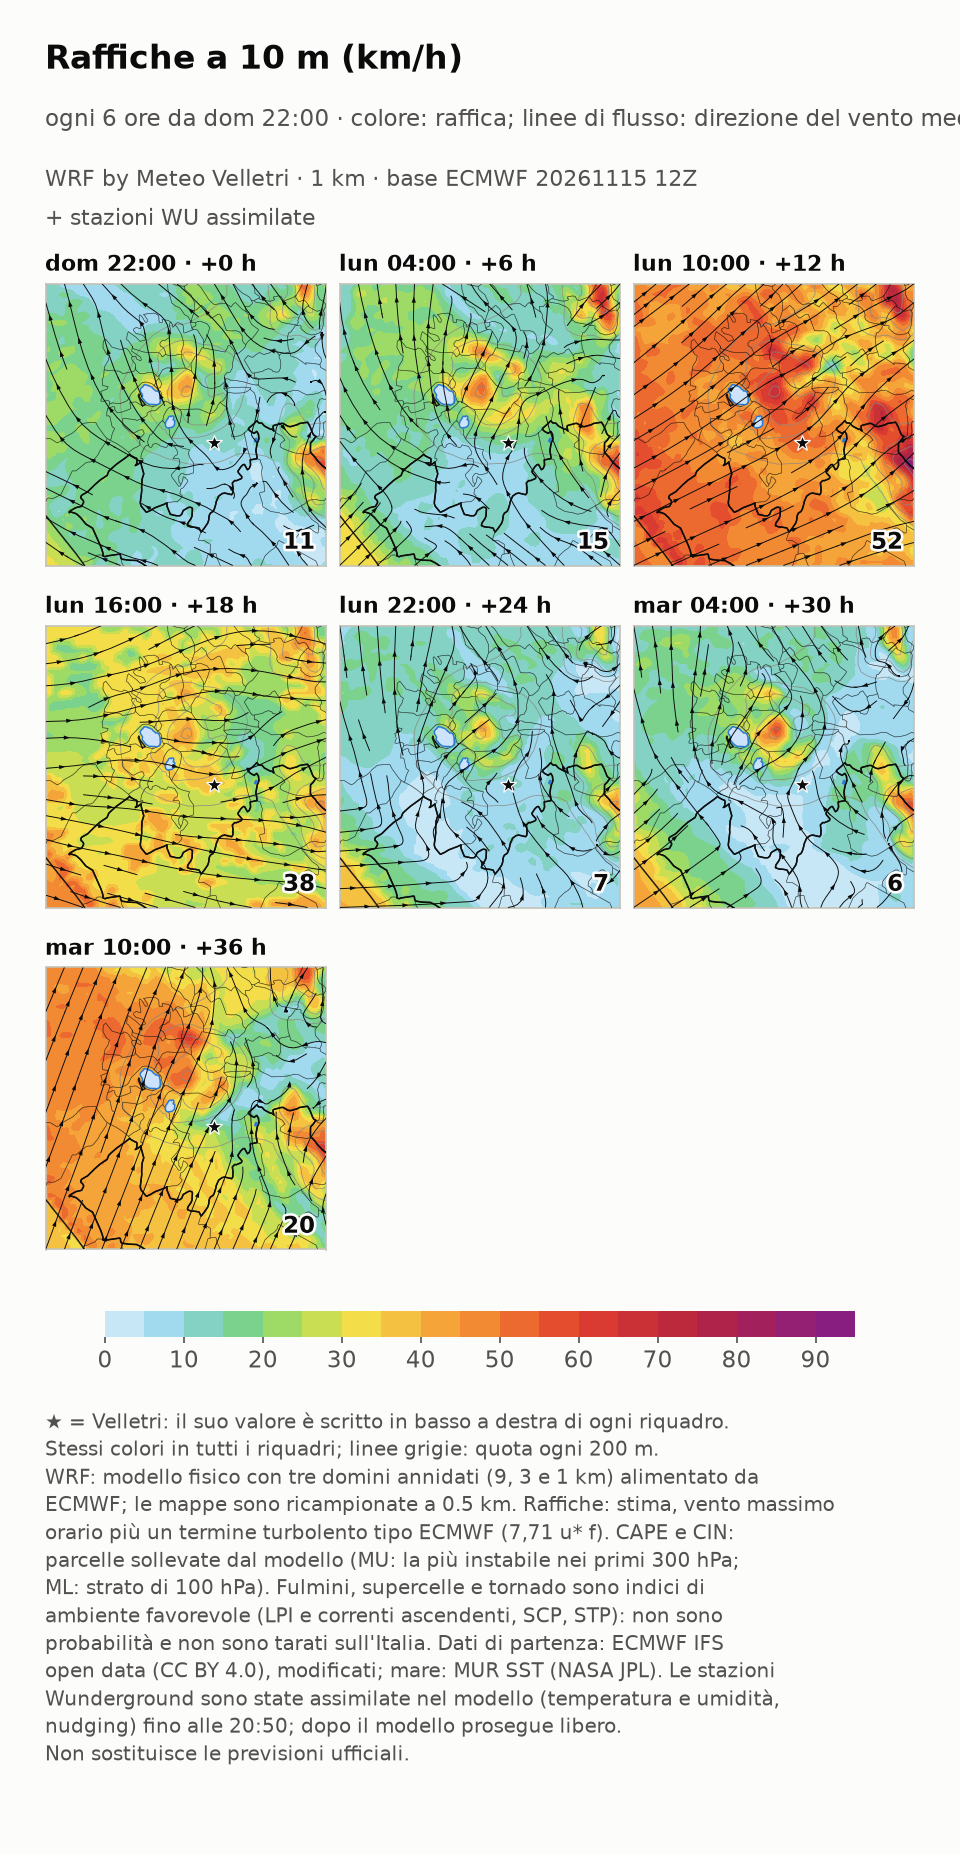 Raffiche a 10 m (km/h)
ogni 6 ore da dom 22:00 · colore: raffica; linee di flusso: direzione del vento
WRF by Meteo Velletri · 1 km · base ECMWF 20261115 12Z
+ stazioni WU assimilate
dom 22:00 · +0 h
lun 04:00 · +6 h
lun 10:00 · +12 h
11
15
52
lun 16:00 · +18 h
lun 22:00 · +24 h
mar 04:00 · +30 h
38
7
6
mar 10:00 · +36 h
20
0 10 20 30 40 50 60 70 80 90
★ = Velletri: il suo valore è scritto in basso a destra di ogni riquadro.
Stessi colori in tutti i riquadri; linee grigie: quota ogni 200 m.
WRF: modello fisico con tre domini annidati (9, 3 e 1 km) alimentato da
ECMWF; le mappe sono ricampionate a 0.5 km. Raffiche: stima, vento massimo
orario più un termine turbolento tipo ECMWF (7,71 u* f). CAPE e CIN:
parcelle sollevate dal modello (MU: la più instabile nei primi 300 hPa;
ML: strato di 100 hPa). Fulmini, supercelle e tornado sono indici di
ambiente favorevole (LPI e correnti ascendenti, SCP, STP): non sono
probabilità e non sono tarati sull'Italia. Dati di partenza: ECMWF IFS
open data (CC BY 4.0), modificati; mare: MUR SST (NASA JPL). Le stazioni
Wunderground sono state assimilate nel modello (temperatura e umidità,
nudging) fino alle 20:50; dopo il modello prosegue libero.
Non sostituisce le previsioni ufficiali.